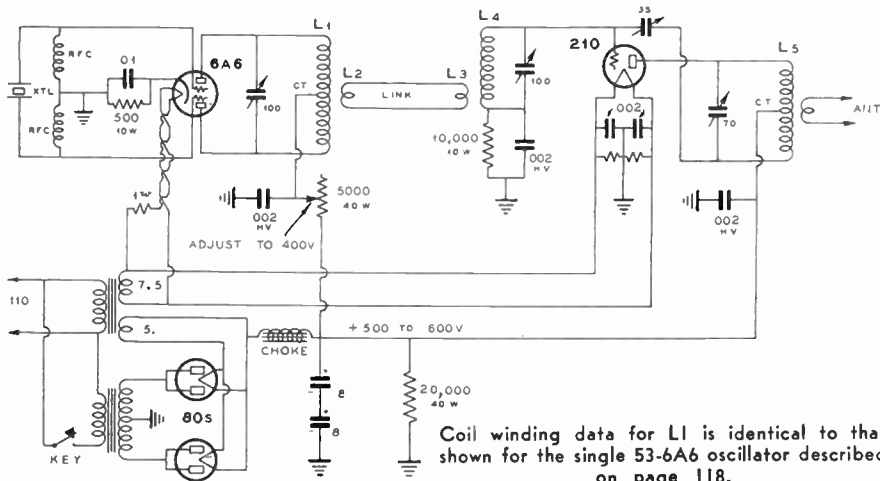 RFC
XTL
RFC
01
500
10 W
6A6
100
L1
CT
L2
LINK
L3
L4
100
10,000
10 W
002
HV
210
35
002
70
L5
CT
ANT
002
HV
1 W
002
HV
5000
40 W
ADJUST TO 400V
110
7.5
5.
CHOKE
+ 500 TO 600V
80s
KEY
8
8
20,000
40 W
Coil winding data for L1 is identical to tha
shown for the single 53-6A6 oscillator described
on page 118.